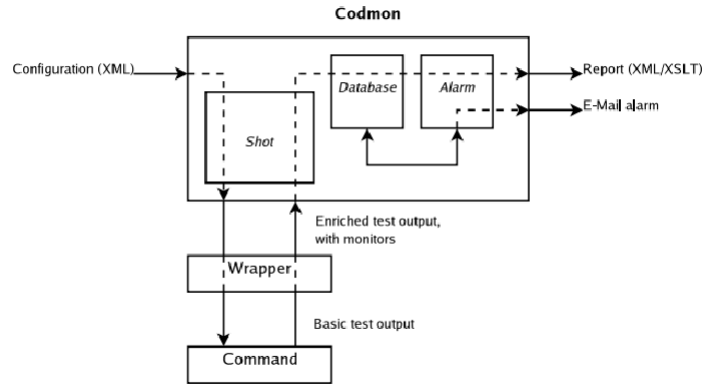 Codmon
Configuration (XML)
Database
Alarm
Report (XML/XSLT)
E-Mail alarm
Shot
Enriched test output,
with monitors
Wrapper
Basic test output
Command